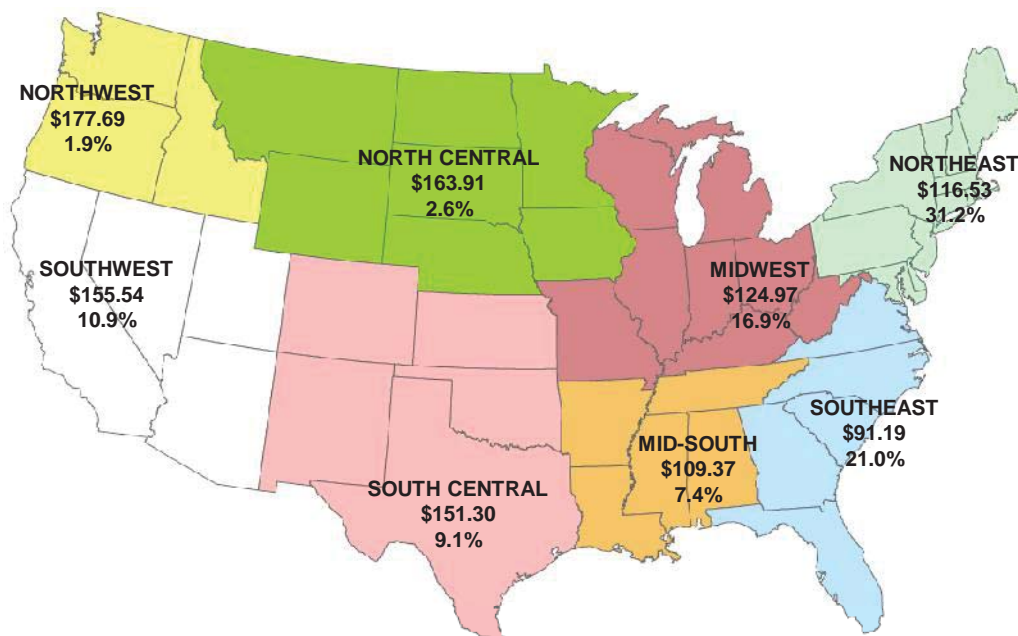 NORTHWEST
$177.69
1.9%
NORTH CENTRAL
$163.91
2.6%
NORTHEAST
$116.53
31.2%
SOUTHWEST
$155.54
10.9%
MIDWEST
$124.97
16.9%
SOUTHEAST
$91.19
21.0%
MID-SOUTH
$109.37
7.4%
SOUTH CENTRAL
$151.30
9.1%